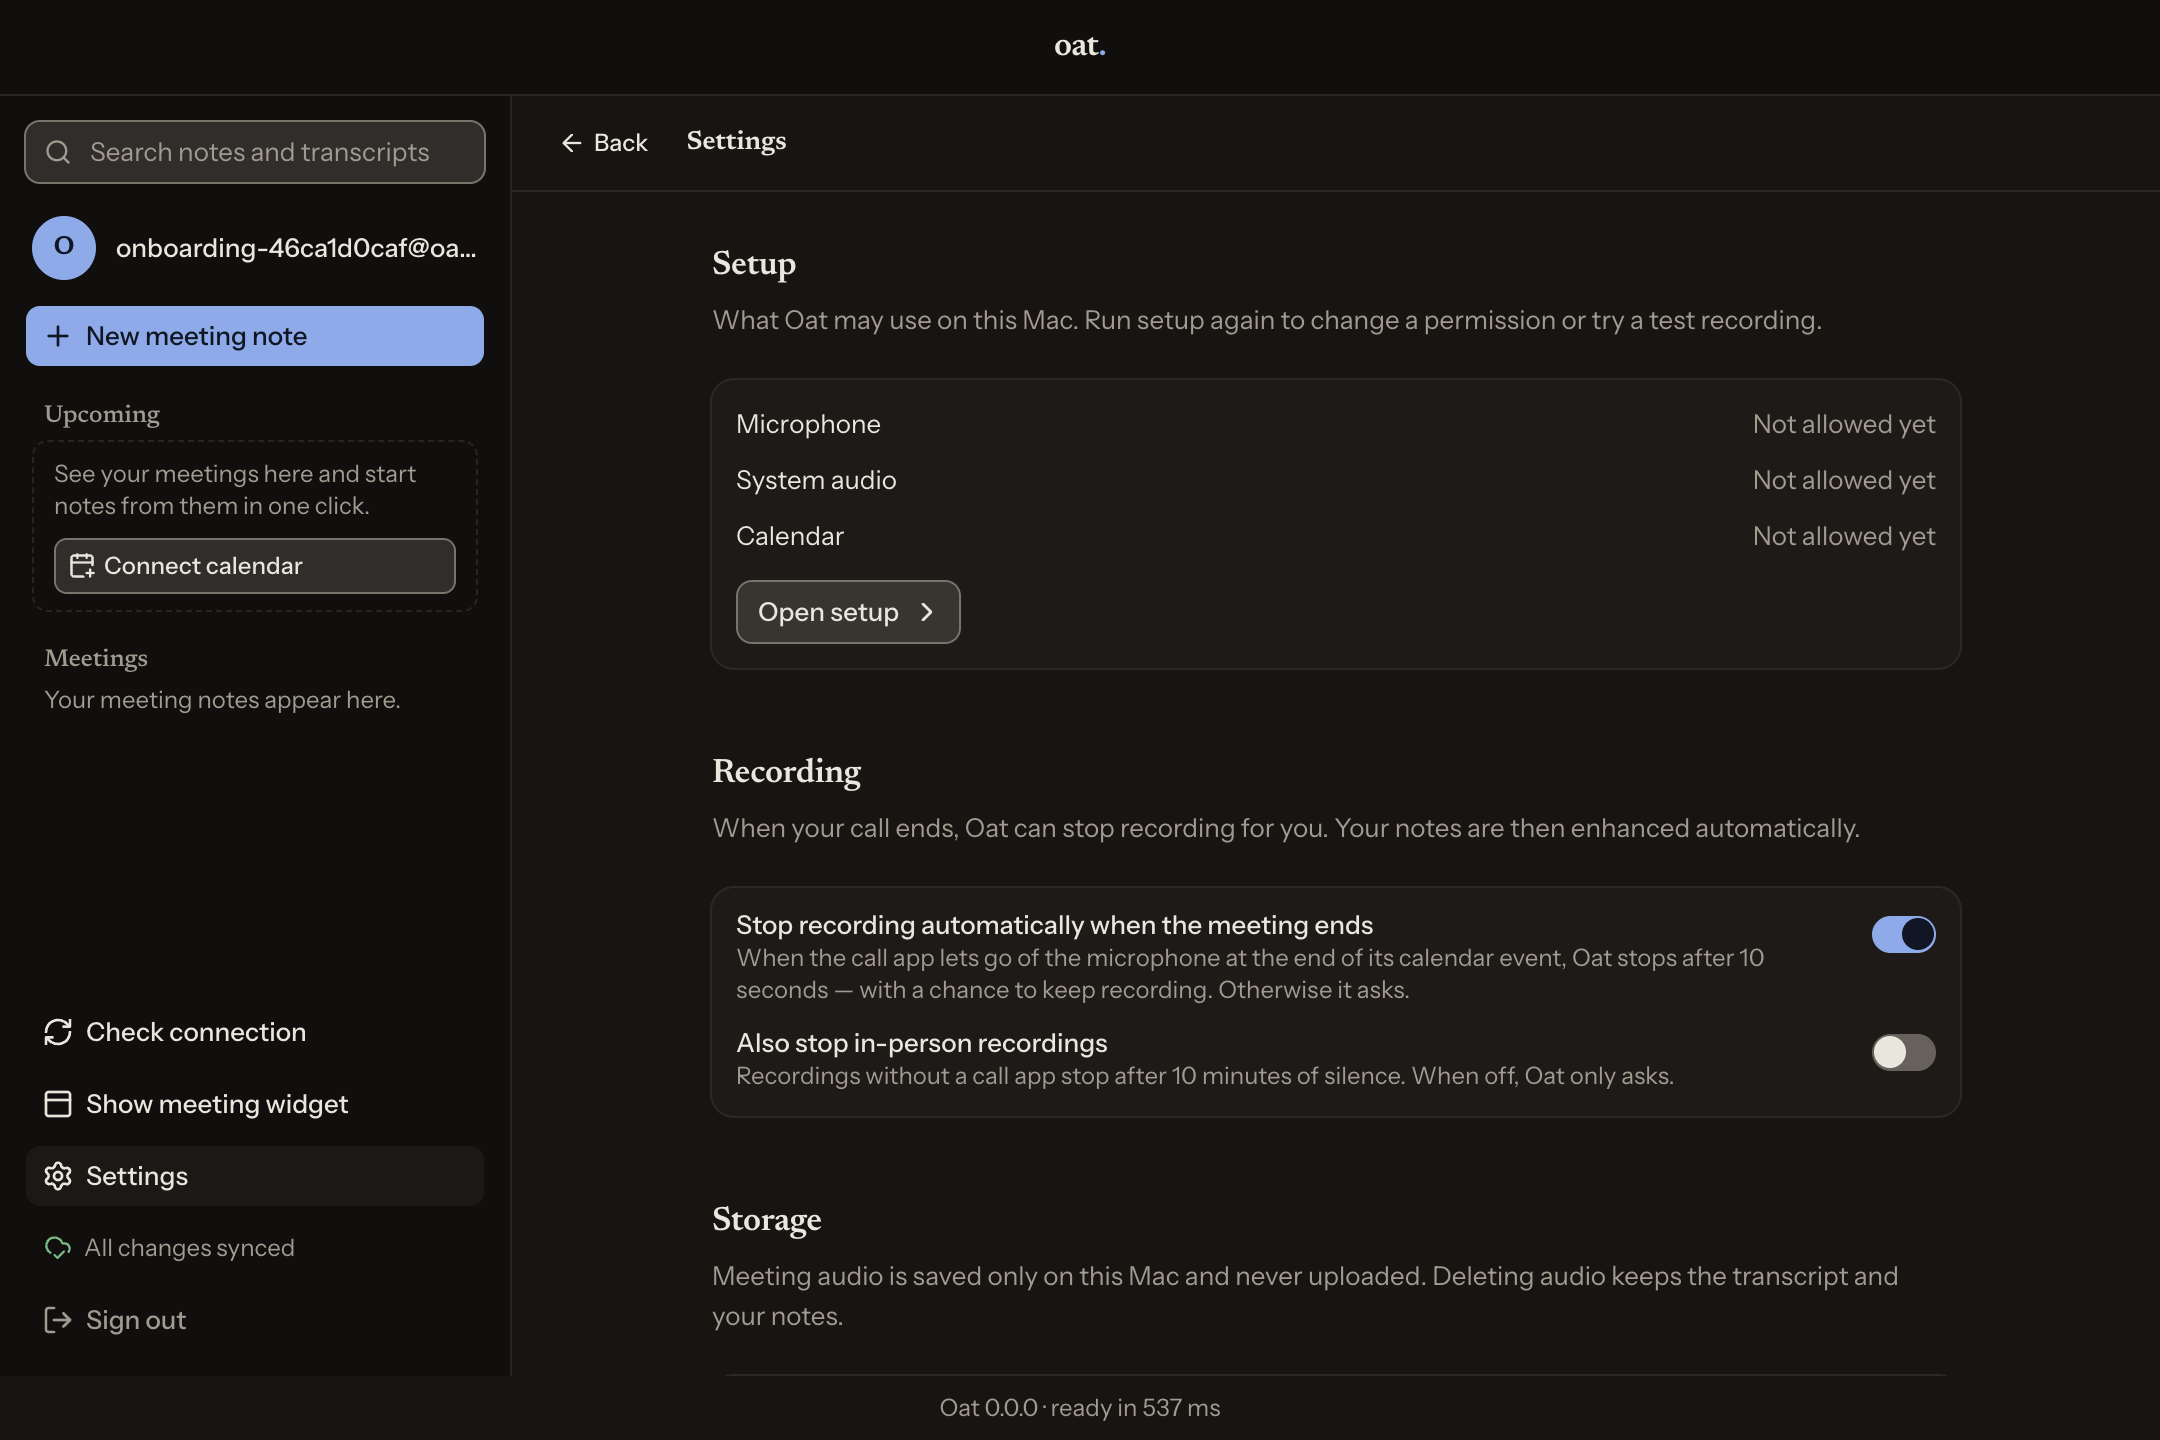 oat.
Search notes and transcripts
O
onboarding-46ca1d0caf@oa...
New meeting note
Upcoming
See your meetings here and start
notes from them in one click.
Connect calendar
Meetings
Your meeting notes appear here.
Check connection
Show meeting widget
Settings
All changes synced
Sign out
Back
Settings
Setup
What Oat may use on this Mac. Run setup again to change a permission or try a test recording.
Microphone
Not allowed yet
System audio
Not allowed yet
Calendar
Not allowed yet
Open setup
Recording
When your call ends, Oat can stop recording for you. Your notes are then enhanced automatically.
Stop recording automatically when the meeting ends
When the call app lets go of the microphone at the end of its calendar event, Oat stops after 10
seconds — with a chance to keep recording. Otherwise it asks.
Also stop in-person recordings
Recordings without a call app stop after 10 minutes of silence. When off, Oat only asks.
Storage
Meeting audio is saved only on this Mac and never uploaded. Deleting audio keeps the transcript and
your notes.
Oat 0.0.0 · ready in 537 ms